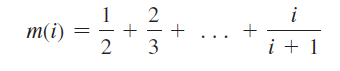 m(i) = 1/2 + 2/3 + . . . + i/(i + 1)